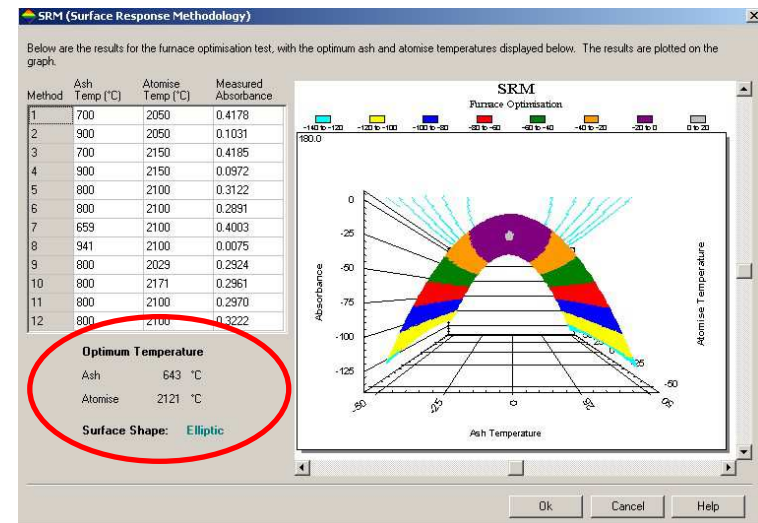 SRM (Surface Response Methodology)
Below are the results for the furnace optimisation test, with the optimum ash and atomise temperatures displayed below. The results are plotted on the
graph.
Method Ash Temp (°C) Atomise Temp (°C) Measured Absorbance
1 700 2050 0.4178
2 900 2050 0.1031
3 700 2150 0.4185
4 900 2150 0.0972
5 800 2100 0.3122
6 800 2100 0.2891
7 659 2100 0.4003
8 941 2100 0.0075
9 800 2029 0.2924
10 800 2171 0.2961
11 800 2100 0.2970
12 800 2100 0.3222
Optimum Temperature
Ash 643 °C
Atomise 2121 °C
Surface Shape: Elliptic
SRM
Furnace Optimisation
-140 to -120 -120 to -100 -100 to -80 -80 to -60 -60 to -40 -40 to -20 -20 to 0 0 to 20
180.0
0
-25
-50
-75
-100
-125
Absorbance
-50 -25 0
Ash Temperature
Atomise Temperature
0
-50
Ok Cancel Help